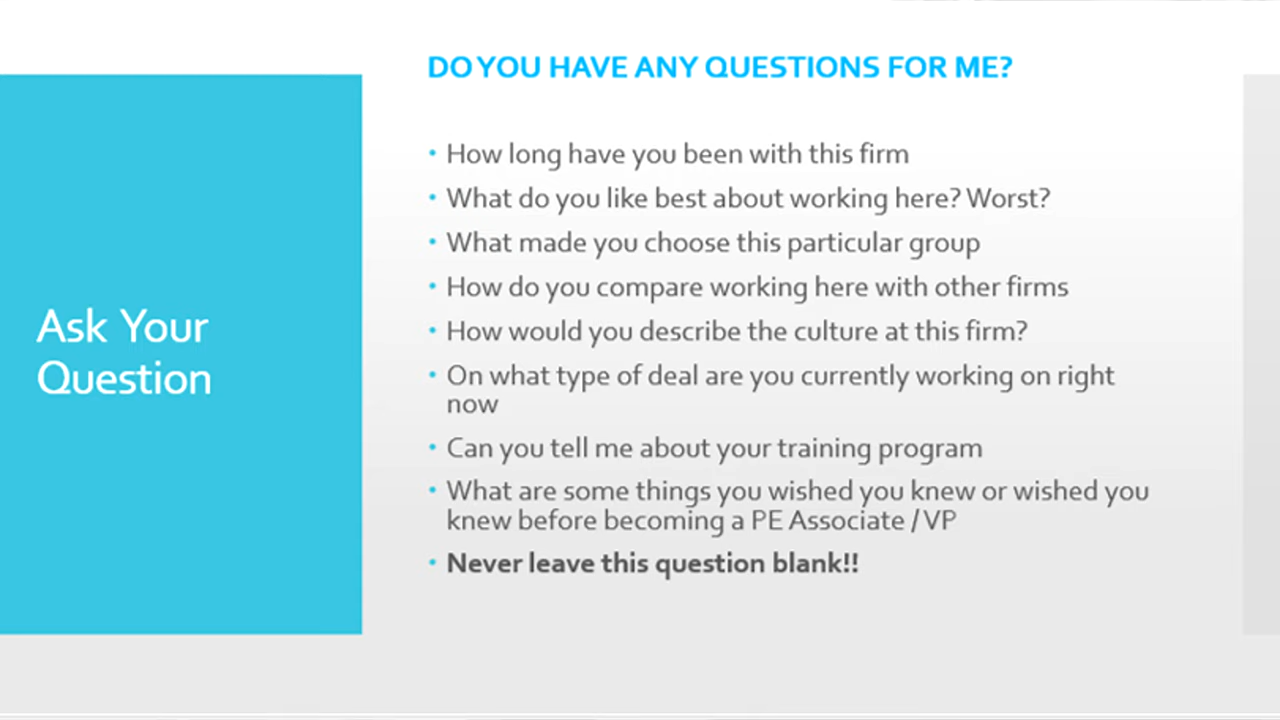 DO YOU HAVE ANY QUESTIONS FOR ME?
Ask Your
Question
• How long have you been with this firm
• What do you like best about working here? Worst?
• What made you choose this particular group
• How do you compare working here with other firms
• How would you describe the culture at this firm?
• On what type of deal are you currently working on right
now
• Can you tell me about your training program
• What are some things you wished you knew or wished you
knew before becoming a PE Associate / VP
• Never leave this question blank!!